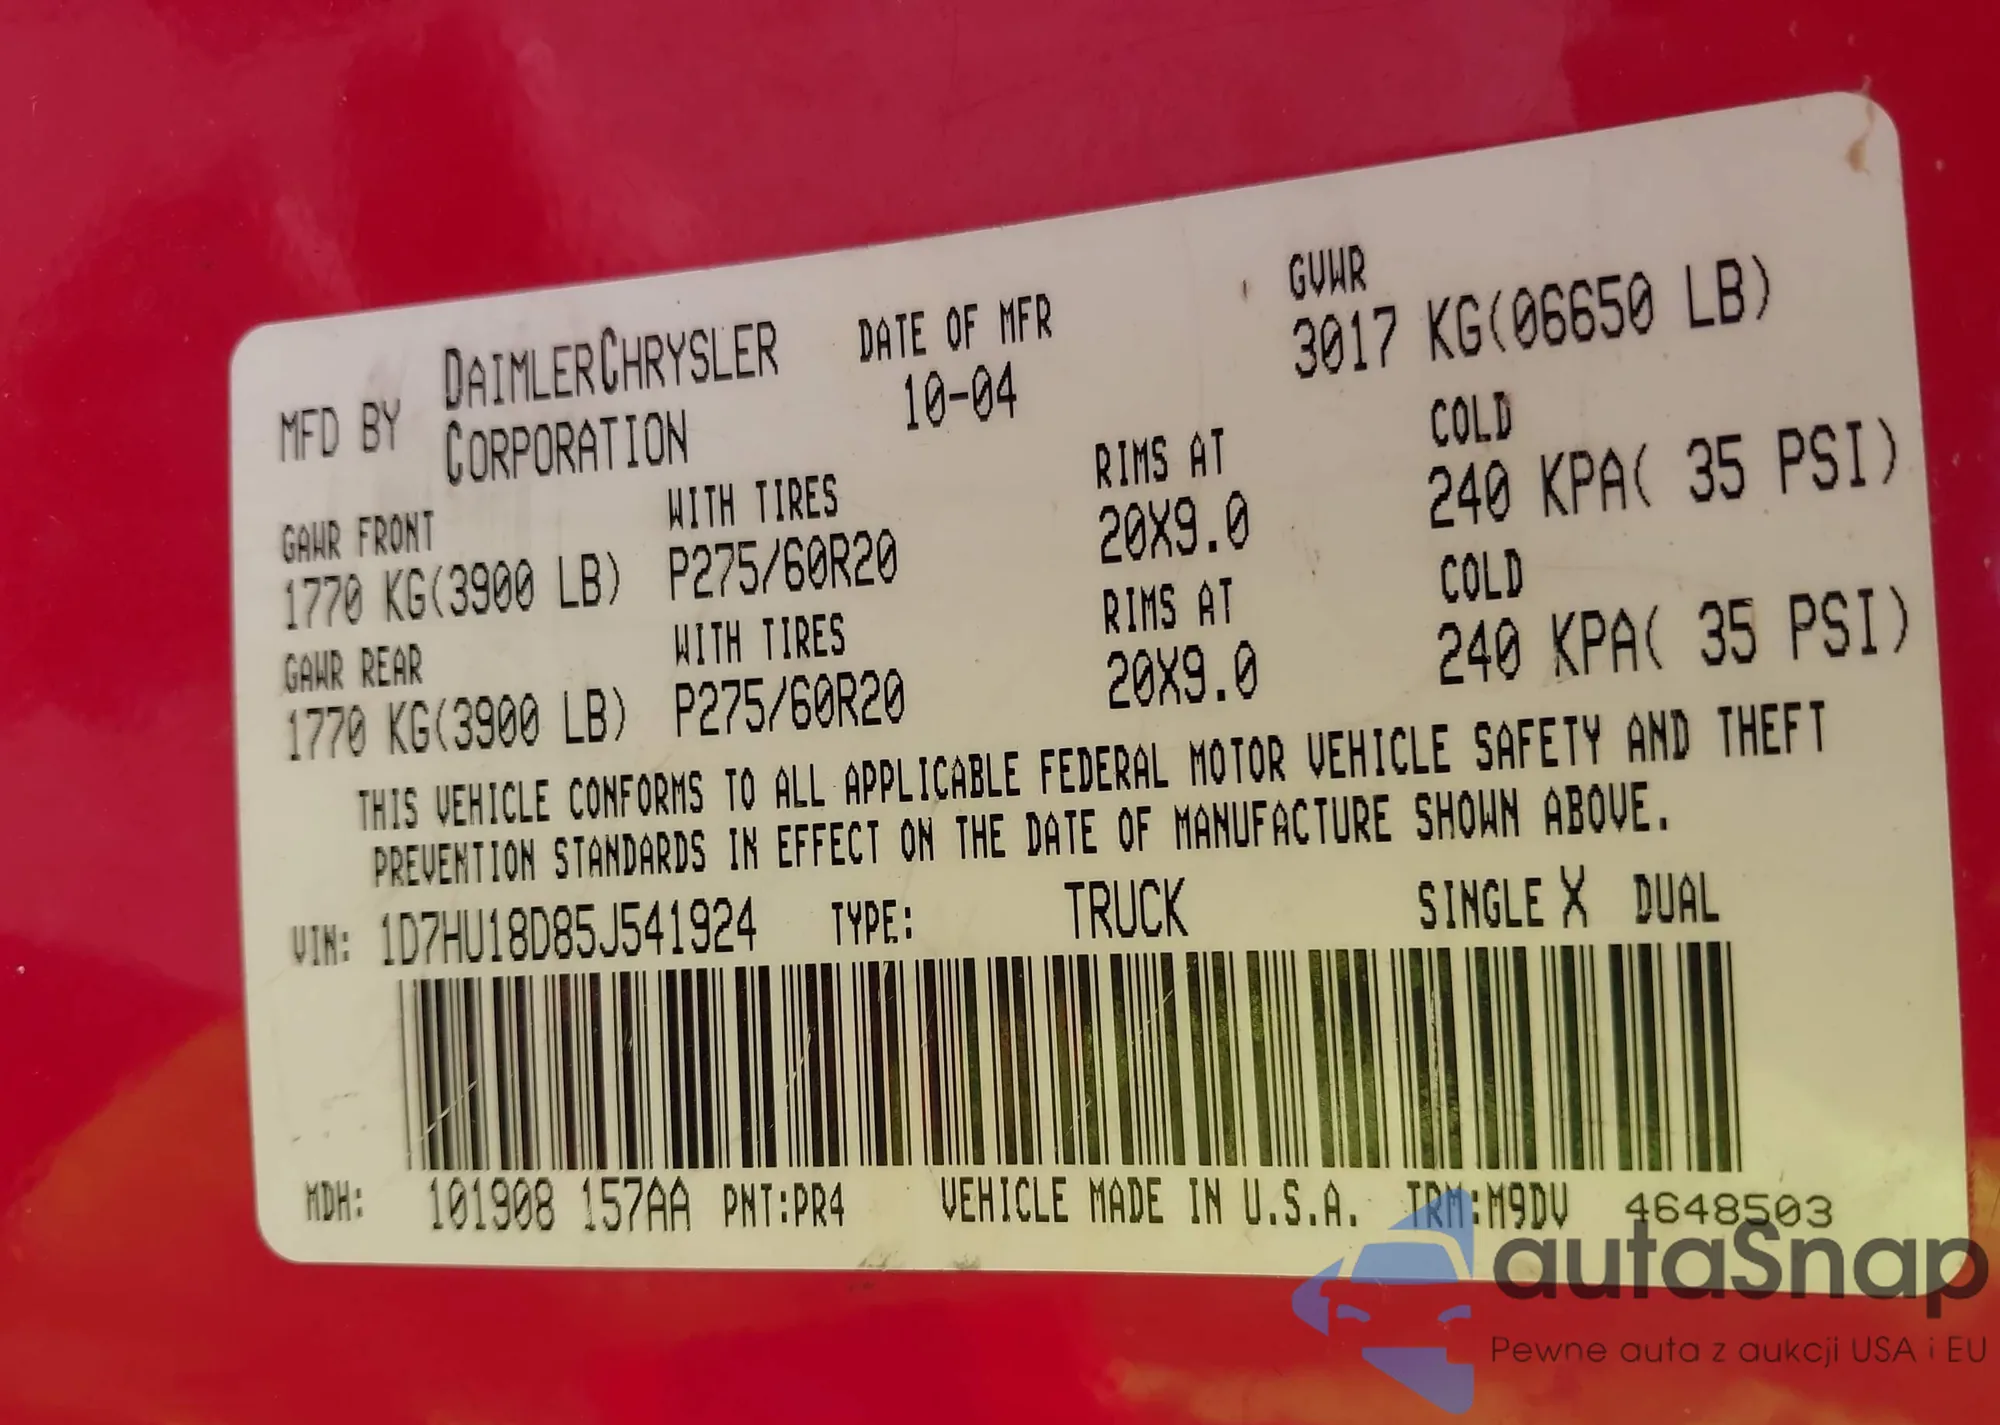 MFD BY DAIMLERCHRYSLER CORPORATION DATE OF MFR 10-04 GVWR 3017 KG(06650 LB)
GAWR FRONT WITH TIRES RIMS AT COLD
1770 KG(3900 LB) P275/60R20 20X9.0 240 KPA( 35 PSI)
GAWR REAR WITH TIRES RIMS AT COLD
1770 KG(3900 LB) P275/60R20 20X9.0 240 KPA( 35 PSI)
THIS VEHICLE CONFORMS TO ALL APPLICABLE FEDERAL MOTOR VEHICLE SAFETY AND THEFT
PREVENTION STANDARDS IN EFFECT ON THE DATE OF MANUFACTURE SHOWN ABOVE.
VIN: 1D7HU18D85J541924 TYPE: TRUCK SINGLE X DUAL
MDH: 101908 157AA PNT:PR4 VEHICLE MADE IN U.S.A. TRM:M9DV 4648503
autaSnap
Pewne auta z aukcji USA i EU